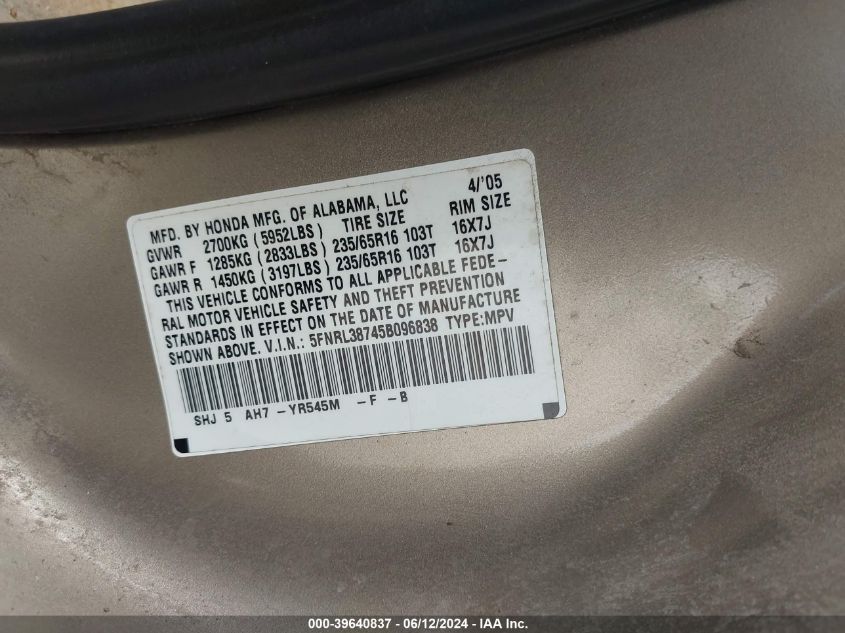 MFD. BY HONDA MFG. OF ALABAMA, LLC 4/'05
GVWR 2700KG (5952LBS) TIRE SIZE RIM SIZE
GAWR F 1285KG (2833LBS) 235/65R16 103T 16X7J
GAWR R 1450KG (3197LBS) 235/65R16 103T 16X7J
THIS VEHICLE CONFORMS TO ALL APPLICABLE FEDE-
RAL MOTOR VEHICLE SAFETY AND THEFT PREVENTION
STANDARDS IN EFFECT ON THE DATE OF MANUFACTURE
SHOWN ABOVE. V.I.N.: 5FNRL38745B096838 TYPE:MPV
SHJ 5 AH7 -YR545M -F -B
000-39640837 - 06/12/2024 - IAA Inc.